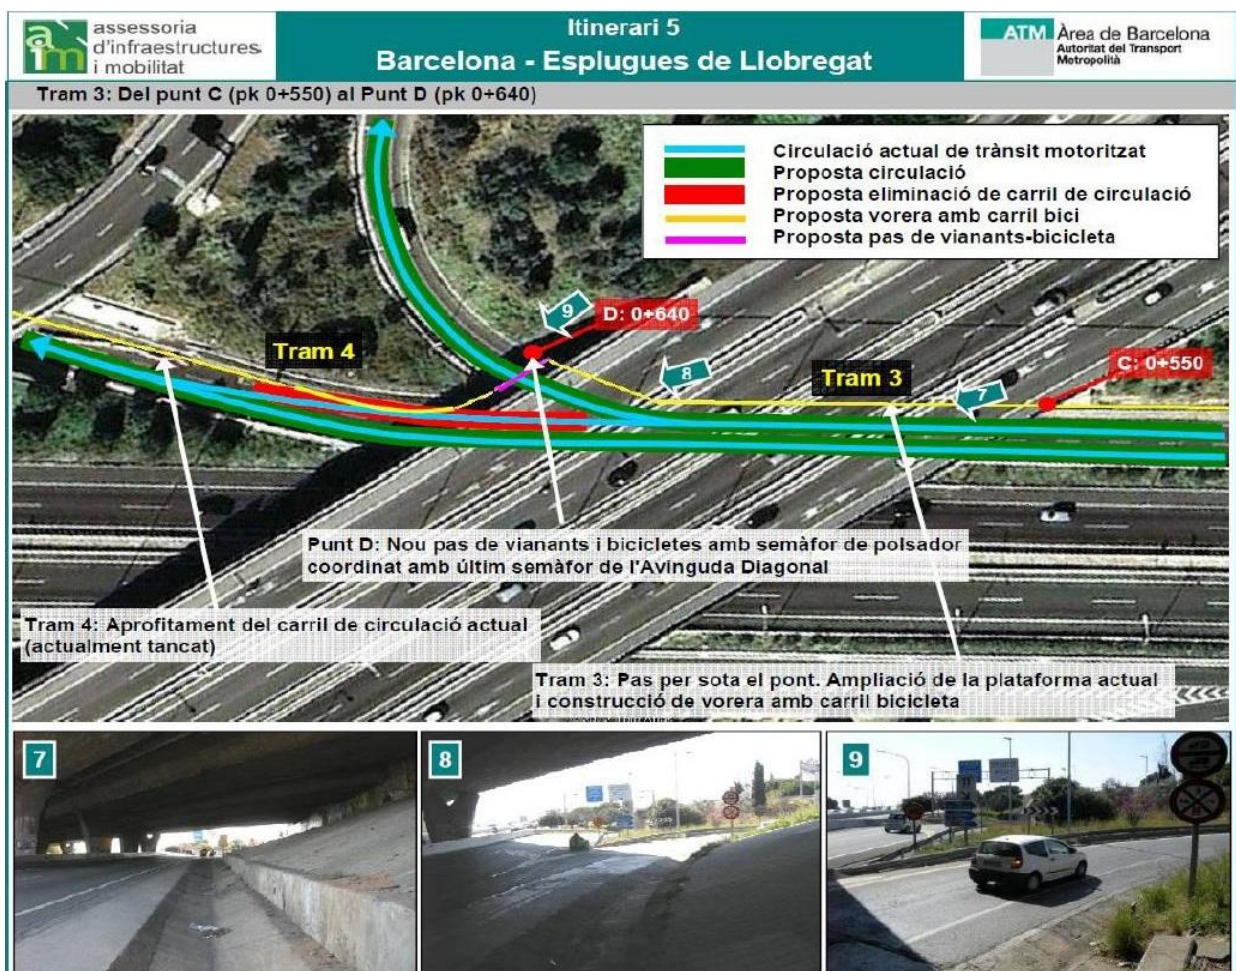 aim
assessoria
d'infraestructures
i mobilitat
Itinerari 5
Barcelona - Esplugues de Llobregat
ATM
Àrea de Barcelona
Autoritat del Transport
Metropolità
Tram 3: Del punt C (pk 0+550) al Punt D (pk 0+640)
Circulació actual de trànsit motoritzat
Proposta circulació
Proposta eliminació de carril de circulació
Proposta vorera amb carril bici
Proposta pas de vianants-bicicleta
9
D: 0+640
Tram 4
8
Tram 3
7
C: 0+550
Punt D: Nou pas de vianants i bicicletes amb semàfor de polsador
coordinat amb últim semàfor de l'Avinguda Diagonal
Tram 4: Aprofitament del carril de circulació actual
(actualment tancat)
Tram 3: Pas per sota el pont. Ampliació de la plataforma actual
i construcció de vorera amb carril bicicleta
7
8
9